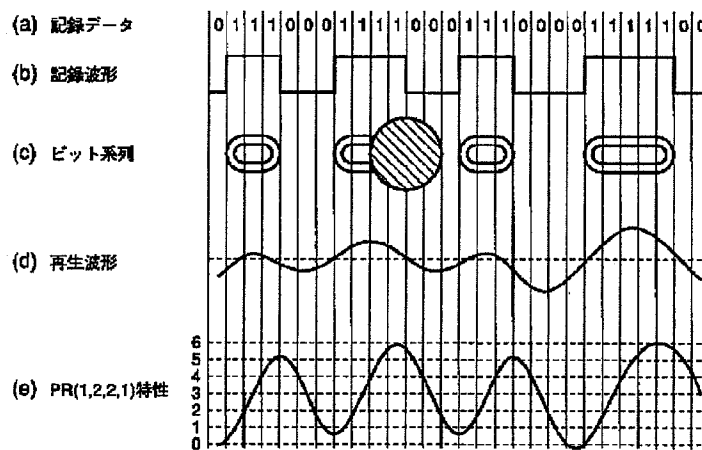 (a) 記録データ 0 1 1 1 0 0 0 1 1 1 1 0 0 0 1 1 1 0 0 0 0 1 1 1 1 1 0 0
(b) 記録波形
(c) ピット系列
(d) 再生波形
6
5
4
(e) PR(1,2,2,1)特性 3
2
1
0